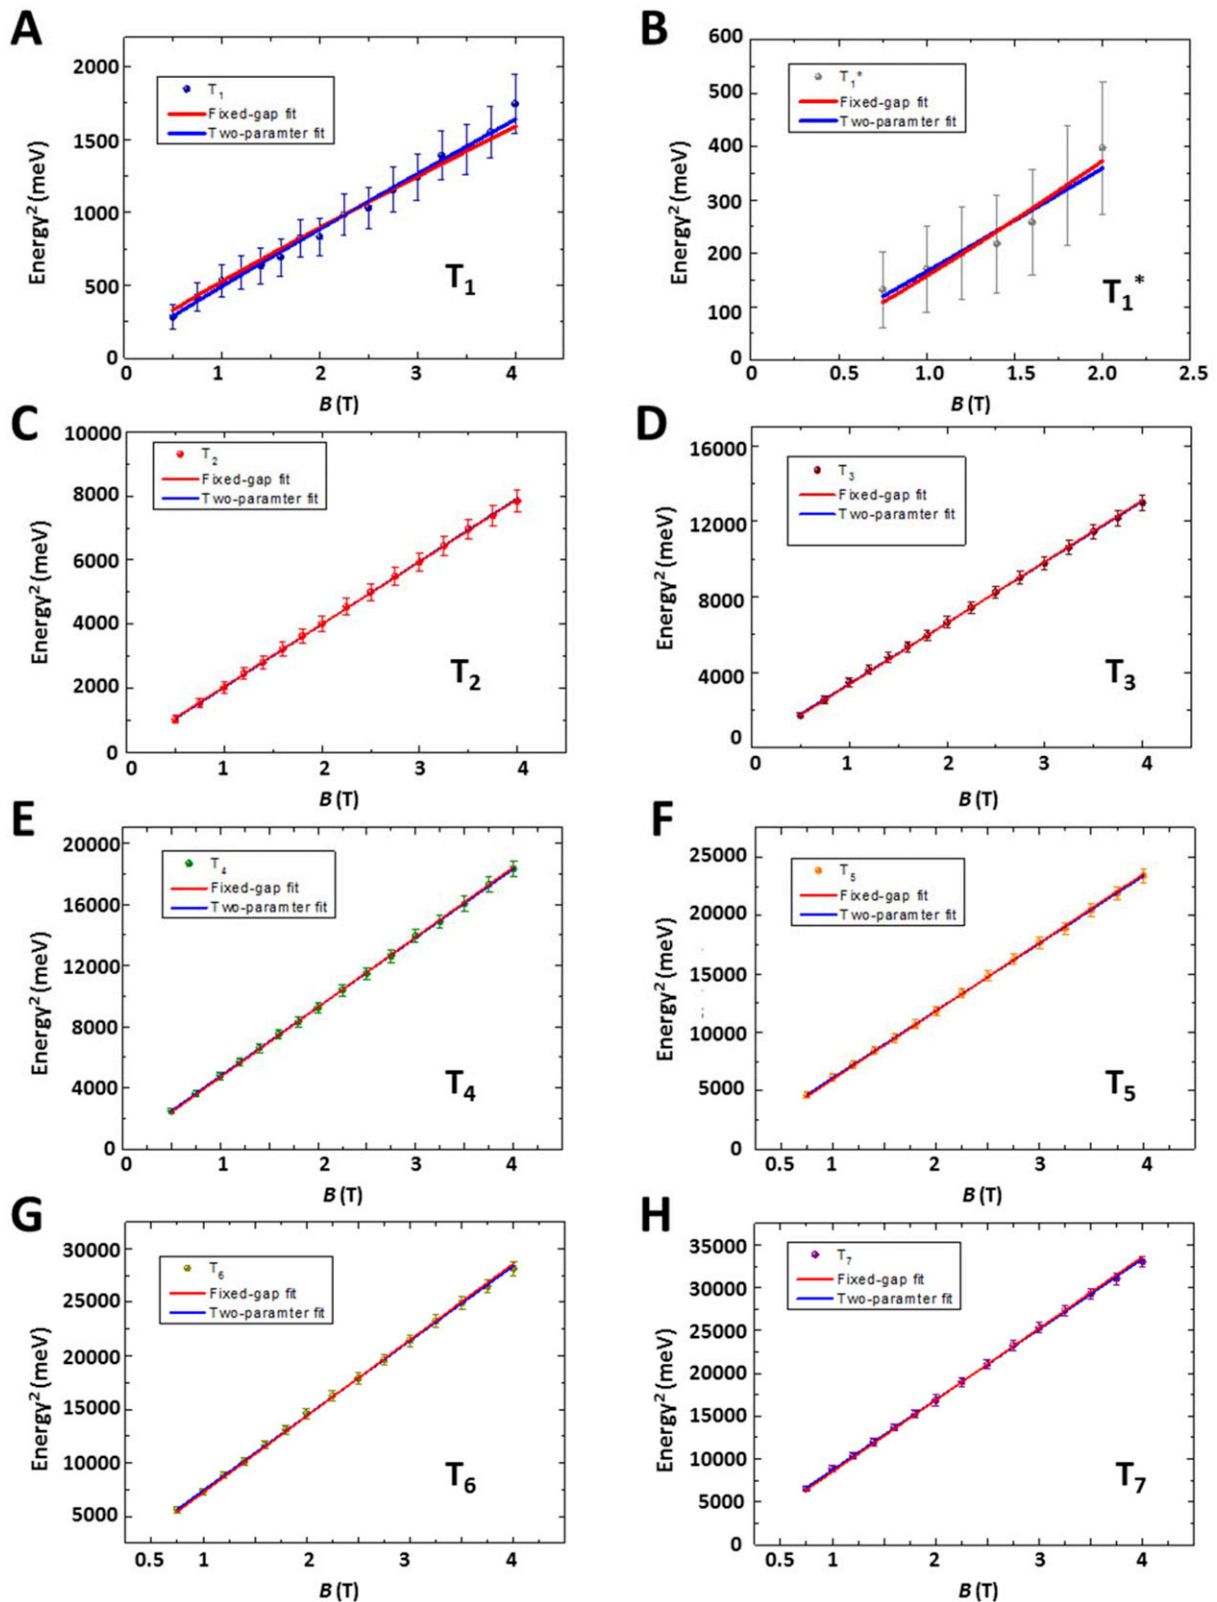 A
Energy² (meV)
2000
1500
1000
500
0
T₁
Fixed-gap fit
Two-paramter fit
T₁
0 1 2 3 4
B (T)
B
Energy² (meV)
600
500
400
300
200
100
0
T₁*
Fixed-gap fit
Two-paramter fit
T₁*
0 0.5 1.0 1.5 2.0 2.5
B (T)
C
Energy² (meV)
10000
8000
6000
4000
2000
0
T₂
Fixed-gap fit
Two-paramter fit
T₂
0 1 2 3 4
B (T)
D
Energy² (meV)
16000
12000
8000
4000
0
T₃
Fixed-gap fit
Two-paramter fit
T₃
0 1 2 3 4
B (T)
E
Energy² (meV)
20000
16000
12000
8000
4000
0
T₄
Fixed-gap fit
Two-paramter fit
T₄
0 1 2 3 4
B (T)
F
Energy² (meV)
25000
20000
15000
10000
5000
0
T₅
Fixed-gap fit
Two-paramter fit
T₅
0.5 1 2 3 4
B (T)
G
Energy² (meV)
30000
25000
20000
15000
10000
5000
T₆
Fixed-gap fit
Two-paramter fit
T₆
0.5 1 2 3 4
B (T)
H
Energy² (meV)
35000
30000
25000
20000
15000
10000
5000
0
T₇
Fixed-gap fit
Two-paramter fit
T₇
0.5 1 2 3 4
B (T)